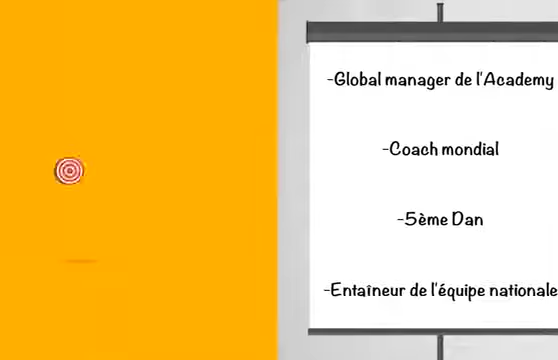 -Global manager de l'Academy
-Coach mondial
-5ème Dan
-Entaîneur de l'équipe nationale